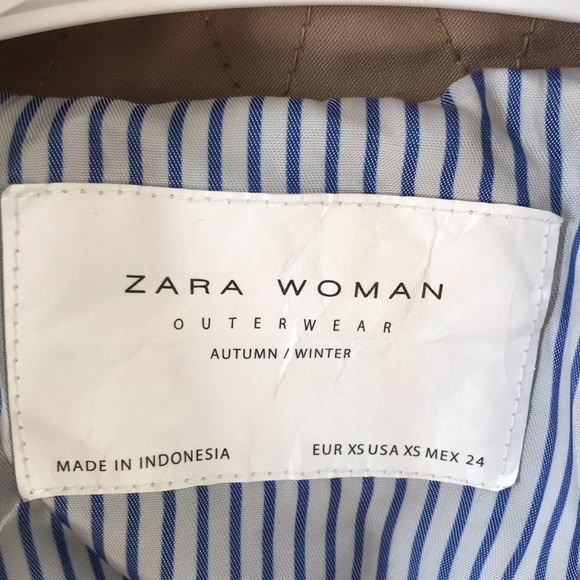 ZARA WOMAN
OUTERWEAR
AUTUMN / WINTER
MADE IN INDONESIA
EUR XS USA XS MEX 24